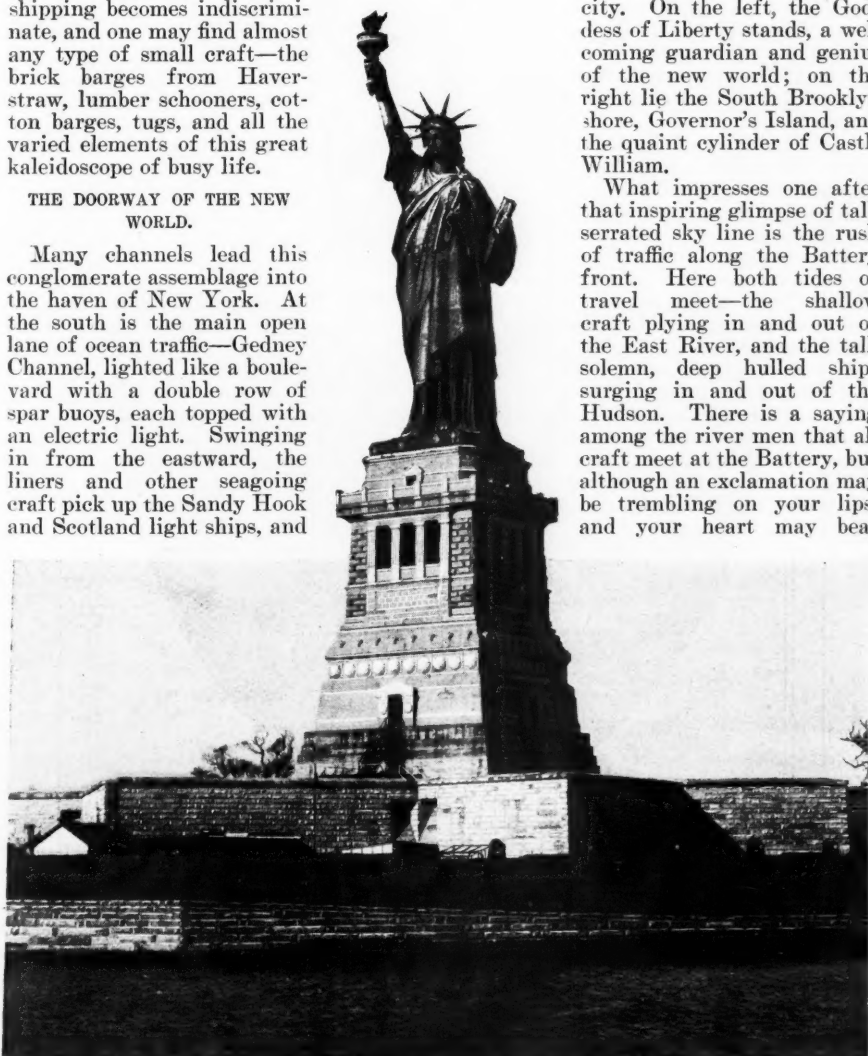 shipping becomes indiscrimi-
nate, and one may find almost
any type of small craft—the
brick barges from Haver-
straw, lumber schooners, cot-
ton barges, tugs, and all the
varied elements of this great
kaleidoscope of busy life.
THE DOORWAY OF THE NEW
WORLD.
Many channels lead this
conglomerate assemblage into
the haven of New York. At
the south is the main open
lane of ocean traffic—Gedney
Channel, lighted like a boule-
vard with a double row of
spar buoys, each topped with
an electric light. Swinging
in from the eastward, the
liners and other seagoing
craft pick up the Sandy Hook
and Scotland light ships, and
city. On the left, the God
dess of Liberty stands, a wel
coming guardian and geniu
of the new world; on th
right lie the South Brookly
shore, Governor's Island, an
the quaint cylinder of Castl
William.
What impresses one afte
that inspiring glimpse of tal
serrated sky line is the rus
of traffic along the Batter
front. Here both tides o
travel meet—the shallow
craft plying in and out o
the East River, and the tall
solemn, deep hulled ship
surging in and out of th
Hudson. There is a saying
among the river men that al
craft meet at the Battery, bu
although an exclamation may
be trembling on your lips
and your heart may bea